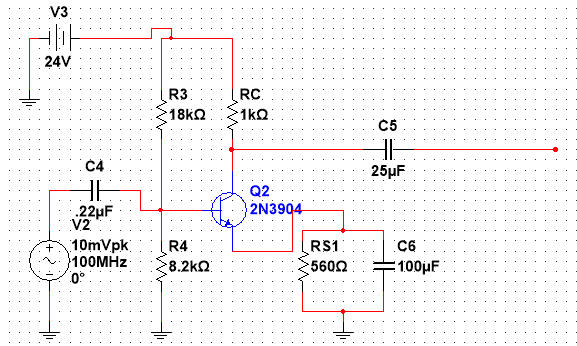 V3
24V
R3
18kΩ
RC
1kΩ
C5
25µF
C4
.22µF
Q2
2N3904
V2
10mVpk
100MHz
0°
R4
8.2kΩ
RS1
560Ω
C6
100µF